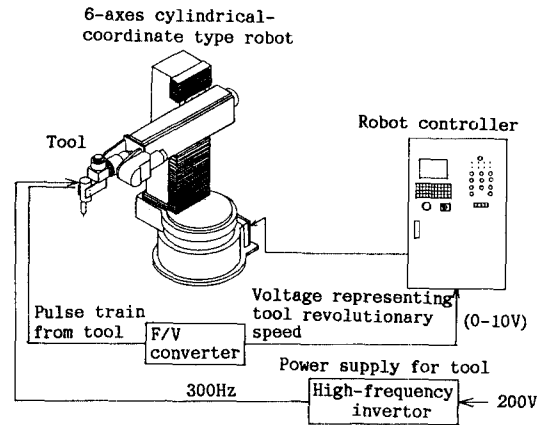 6-axes cylindrical-
coordinate type robot
Robot controller
Tool
Pulse train
from tool
F/V
converter
Voltage representing
tool revolutionary
speed
(0-10V)
Power supply for tool
300Hz
High-frequency
invertor
200V